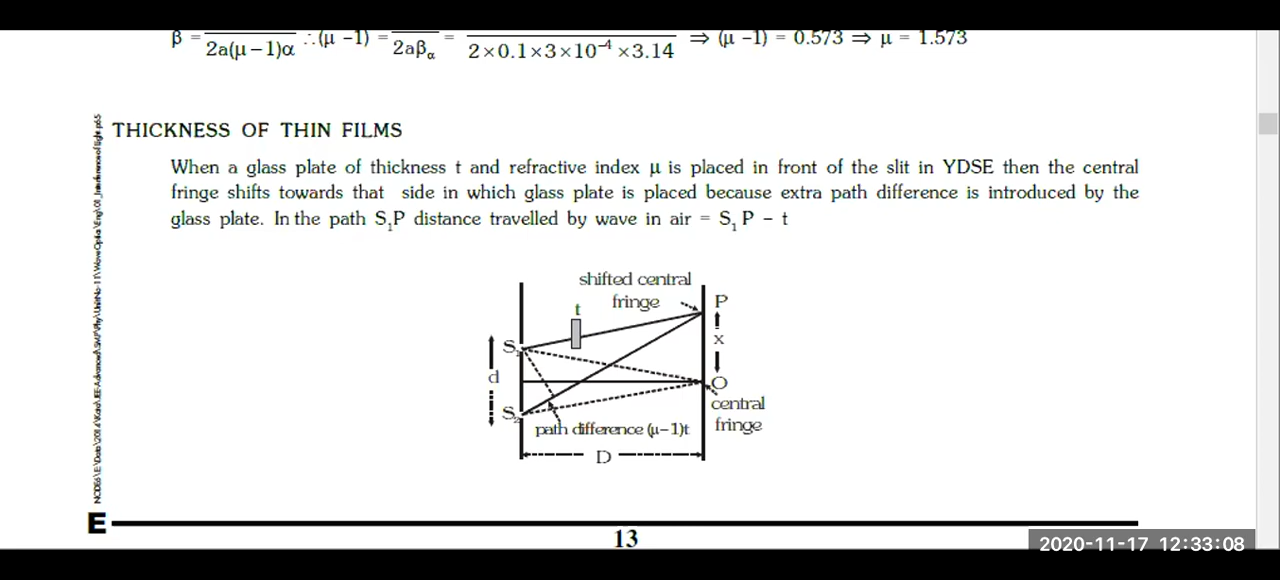 β = 2a(μ−1)α ∴(μ −1) = 2aβα = 2×0.1×3×10⁻⁴ ×3.14 ⇒ (μ −1) = 0.573 ⇒ μ = 1.573
THICKNESS OF THIN FILMS
When a glass plate of thickness t and refractive index μ is placed in front of the slit in YDSE then the central
fringe shifts towards that side in which glass plate is placed because extra path difference is introduced by the
glass plate. In the path S₁P distance travelled by wave in air = S₁ P − t
shifted central
fringe
t
P
x
S₁
d
O
S₂
central
fringe
path difference (μ−1)t
D
E
13
2020-11-17 12:33:08